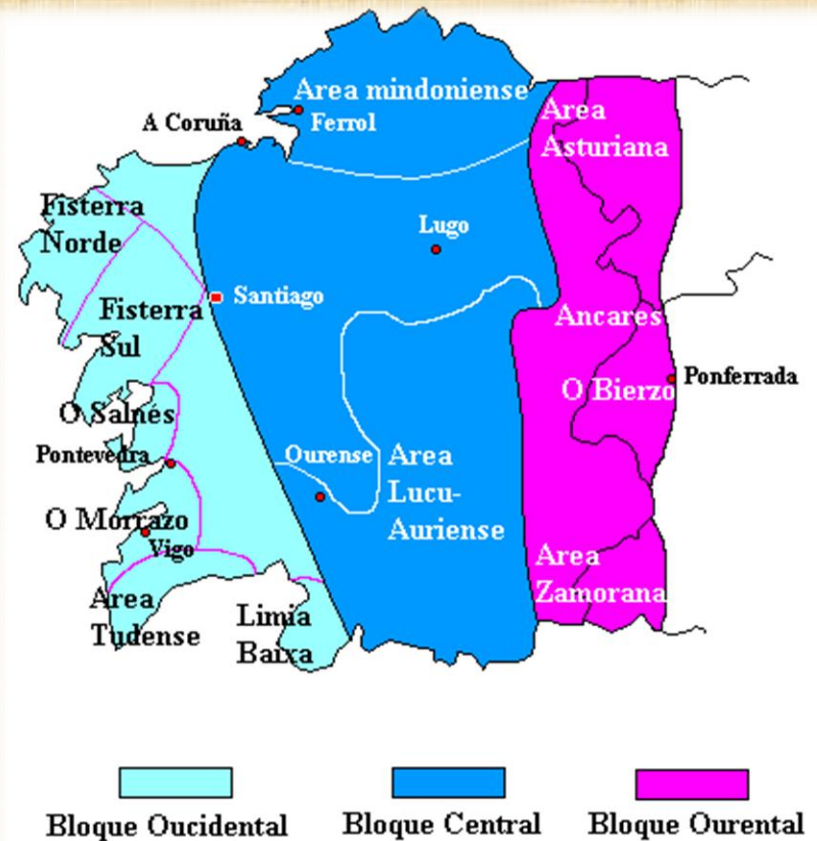 Area mindoniense
Ferrol
A Coruña
Area
Asturiana
Fisterra
Norde
Lugo
Santiago
Fisterra
Sul
Ancares
O Bierzo
Ponferrada
O Salnés
Pontevedra
Ourense
Area
Lucu-
Auriense
O Morrazo
Vigo
Area
Tudense
Limia
Baixa
Area
Zamorana
Bloque Oucidental
Bloque Central
Bloque Ourental